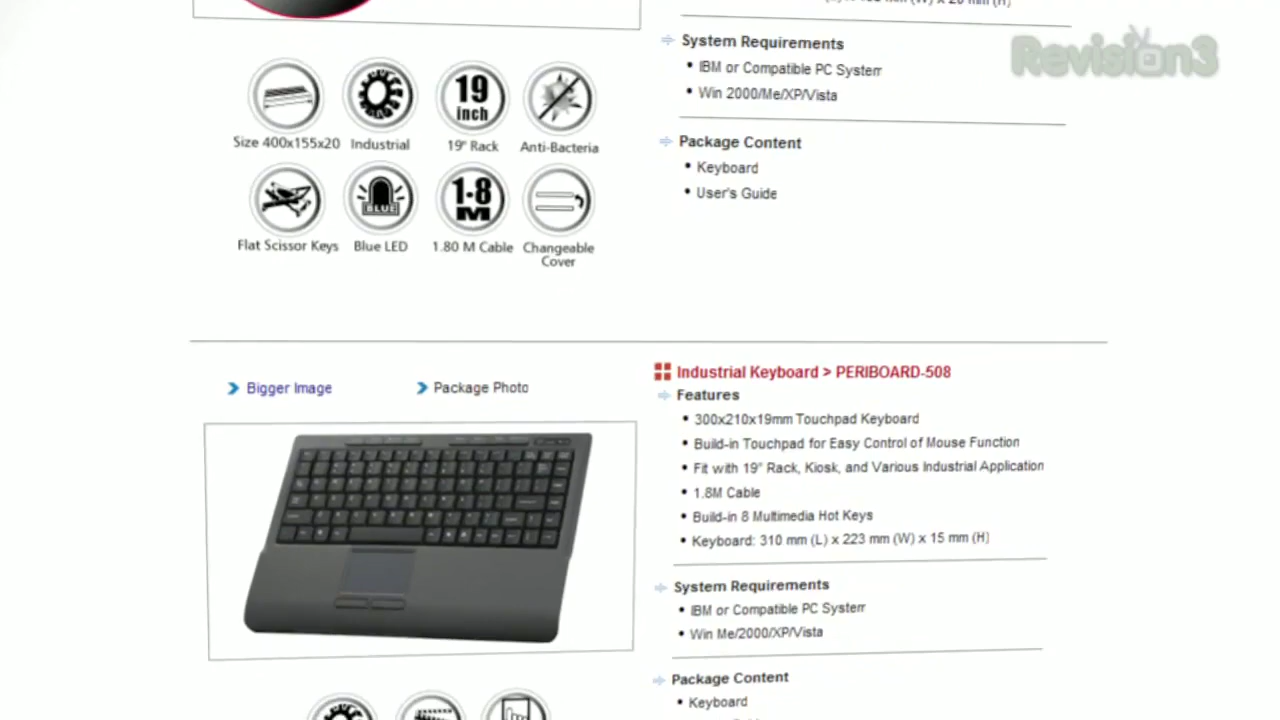 Revision3
System Requirements
IBM or Compatible PC System
Win 2000/Me/XP/Vista
Package Content
Keyboard
User's Guide
19 inch
Size 400x155x20
Industrial
19" Rack
Anti-Bacteria
BLUE
1·8 M
Flat Scissor Keys
Blue LED
1.80 M Cable
Changeable
Cover
Bigger Image
Package Photo
Industrial Keyboard > PERIBOARD-508
Features
300x210x19mm Touchpad Keyboard
Build-in Touchpad for Easy Control of Mouse Function
Fit with 19" Rack, Kiosk, and Various Industrial Application
1.8M Cable
Build-in 8 Multimedia Hot Keys
Keyboard: 310 mm (L) x 223 mm (W) x 15 mm (H)
System Requirements
IBM or Compatible PC System
Win Me/2000/XP/Vista
Package Content
Keyboard